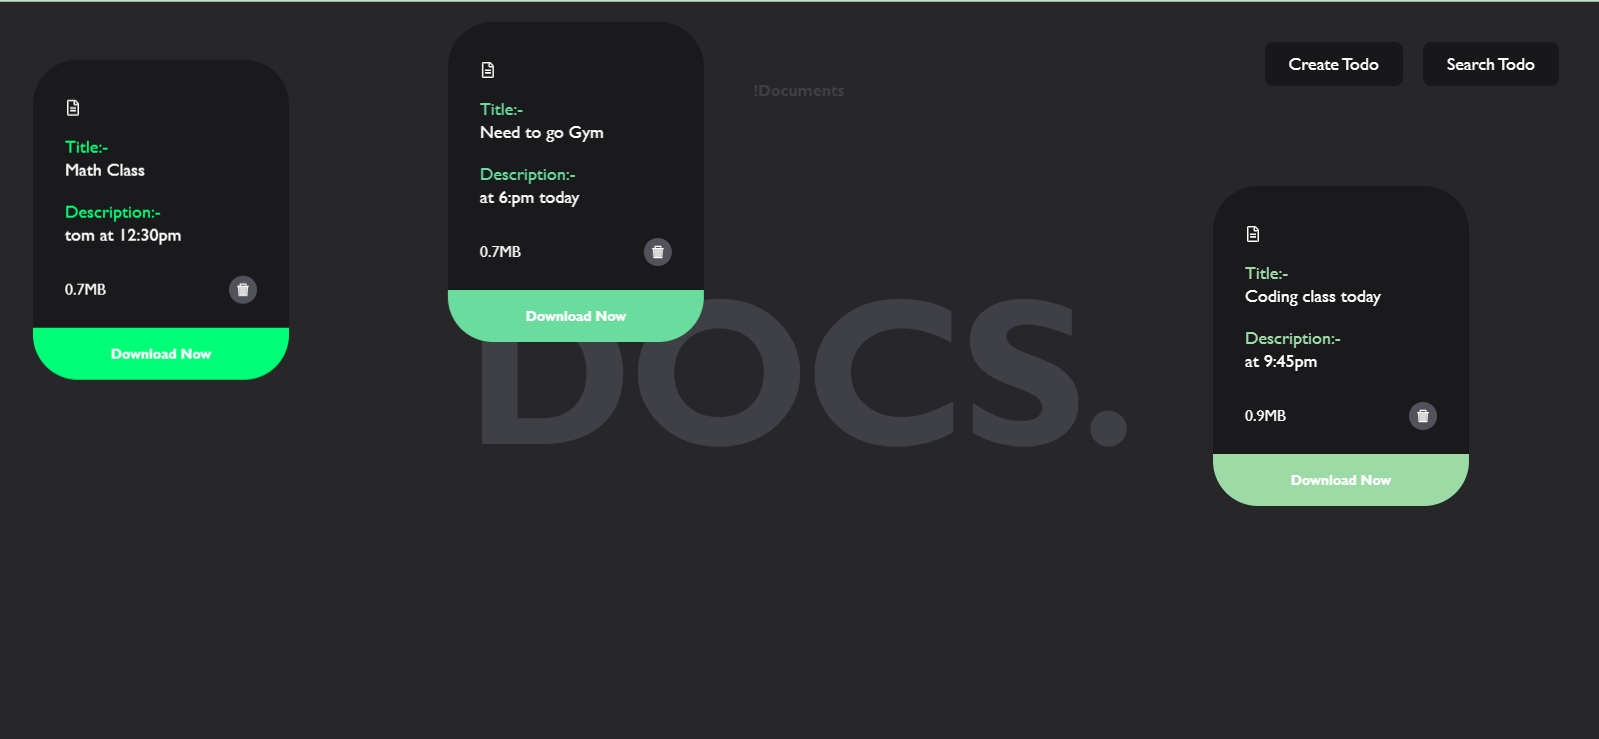 Create Todo
Search Todo
!Documents
DOCS.
Title:-
Math Class
Description:-
tom at 12:30pm
0.7MB
Download Now
Title:-
Need to go Gym
Description:-
at 6:pm today
0.7MB
Download Now
Title:-
Coding class today
Description:-
at 9:45pm
0.9MB
Download Now